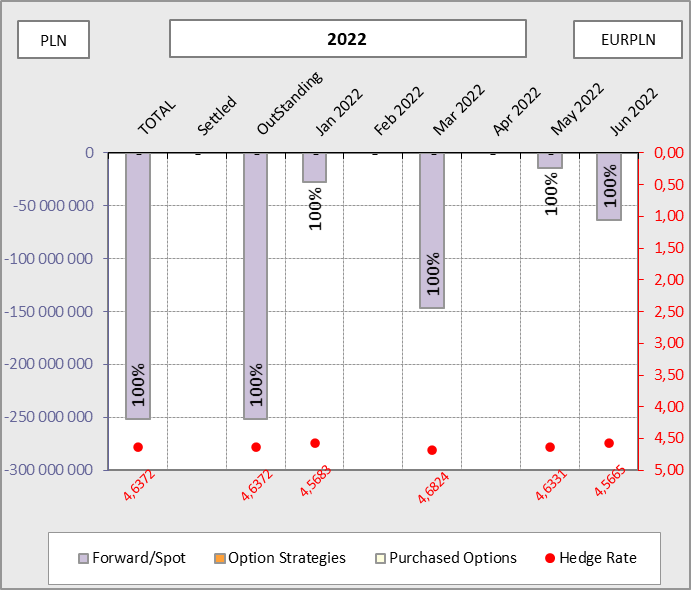 PLN
2022
EURPLN
TOTAL
Settled
OutStanding
Jan 2022
Feb 2022
Mar 2022
Apr 2022
May 2022
Jun 2022
0
-50 000 000
-100 000 000
-150 000 000
-200 000 000
-250 000 000
-300 000 000
0,00
0,50
1,00
1,50
2,00
2,50
3,00
3,50
4,00
4,50
5,00
100%
100%
100%
100%
100%
100%
4,6372
4,6372
4,5683
4,6824
4,6331
4,5665
Forward/Spot
Option Strategies
Purchased Options
Hedge Rate